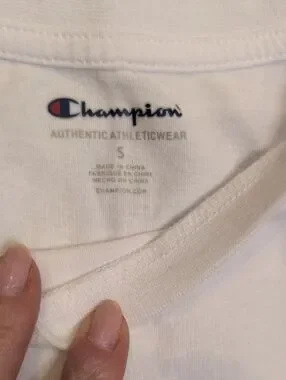 Champion
AUTHENTIC ATHLETICWEAR
S
MADE IN CHINA
FABRIQUÉ EN CHINE
HECHO EN CHINA
CHAMPION.COM